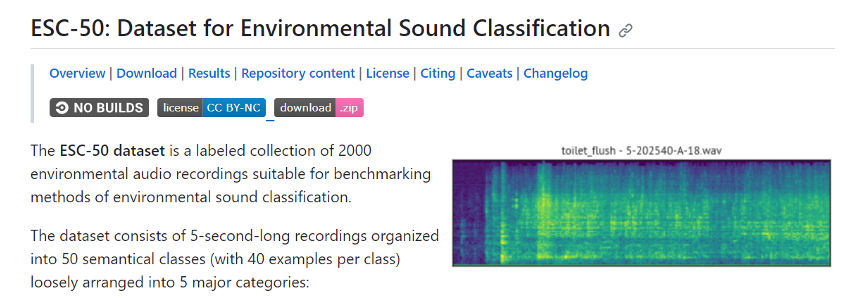 ESC-50: Dataset for Environmental Sound Classification
Overview | Download | Results | Repository content | License | Citing | Caveats | Changelog
NO BUILDS license CC BY-NC download .zip
The ESC-50 dataset is a labeled collection of 2000
environmental audio recordings suitable for benchmarking
methods of environmental sound classification.
toilet_flush - 5-202540-A-18.wav
The dataset consists of 5-second-long recordings organized
into 50 semantical classes (with 40 examples per class)
loosely arranged into 5 major categories: